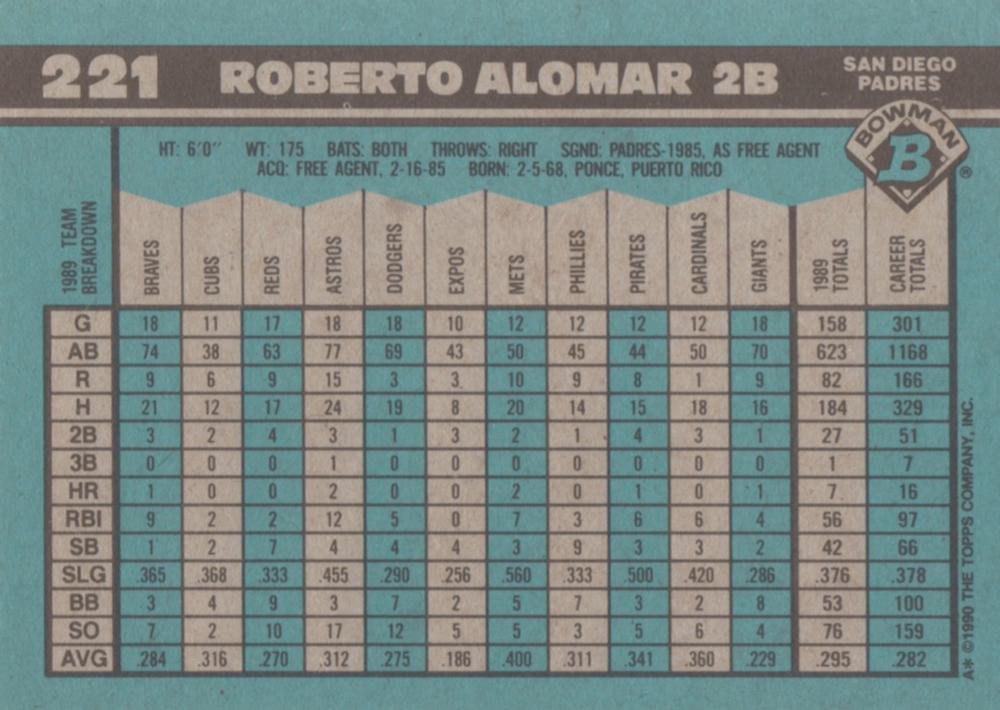 221 ROBERTO ALOMAR 2B SAN DIEGO PADRES
BOWMAN
B
®
HT: 6'0" WT: 175 BATS: BOTH THROWS: RIGHT SGND: PADRES-1985, AS FREE AGENT
ACQ: FREE AGENT, 2-16-85 BORN: 2-5-68, PONCE, PUERTO RICO
1989 TEAM BREAKDOWN BRAVES CUBS REDS ASTROS DODGERS EXPOS METS PHILLIES PIRATES CARDINALS GIANTS 1989 TOTALS CAREER TOTALS
G 18 11 17 18 18 10 12 12 12 12 18 158 301
AB 74 38 63 77 69 43 50 45 44 50 70 623 1168
R 9 6 9 15 3 3 10 9 8 1 9 82 166
H 21 12 17 24 19 8 20 14 15 18 16 184 329
2B 3 2 4 3 1 3 2 1 4 3 1 27 51
3B 0 0 0 1 0 0 0 0 0 0 0 1 7
HR 1 0 0 2 0 0 2 0 1 0 1 7 16
RBI 9 2 2 12 5 0 7 3 6 6 4 56 97
SB 1 2 7 4 4 4 3 9 3 3 2 42 66
SLG .365 .368 .333 .455 .290 .256 .560 .333 .500 .420 .286 .376 .378
BB 3 4 9 3 7 2 5 7 3 2 8 53 100
SO 7 2 10 17 12 5 5 3 5 6 4 76 159
AVG .284 .316 .270 .312 .275 .186 .400 .311 .341 .360 .229 .295 .282
A* ©1990 THE TOPPS COMPANY, INC.